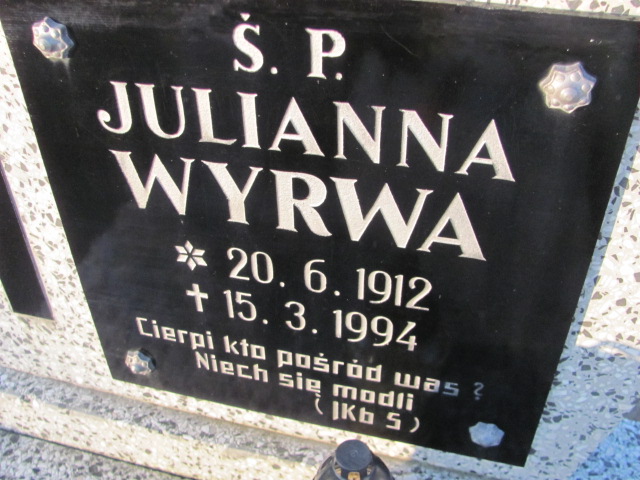 Ś. P.
JULIANNA
WYRWA
* 20. 6. 1912
✝ 15. 3. 1994
Cierpi kto pośród was?
Niech się modli
(JKb 5)